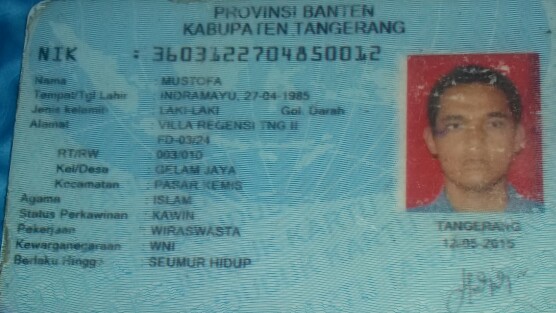 PROVINSI BANTEN
KABUPATEN TANGERANG
NIK : 3603122704850012
Nama : MUSTOFA
Tempat/Tgl Lahir : INDRAMAYU, 27-04-1985
Jenis kelamin : LAKI-LAKI Gol. Darah
Alamat : VILLA REGENSI TNG II
FD-03/24
RT/RW : 003/010
Kel/Desa : GELAM JAYA
Kecamatan : PASAR KEMIS
Agama : ISLAM
Status Perkawinan : KAWIN
Pekerjaan : WIRASWASTA
Kewarganegaraan : WNI
Berlaku Hingga : SEUMUR HIDUP
TANGERANG
12-05-2015